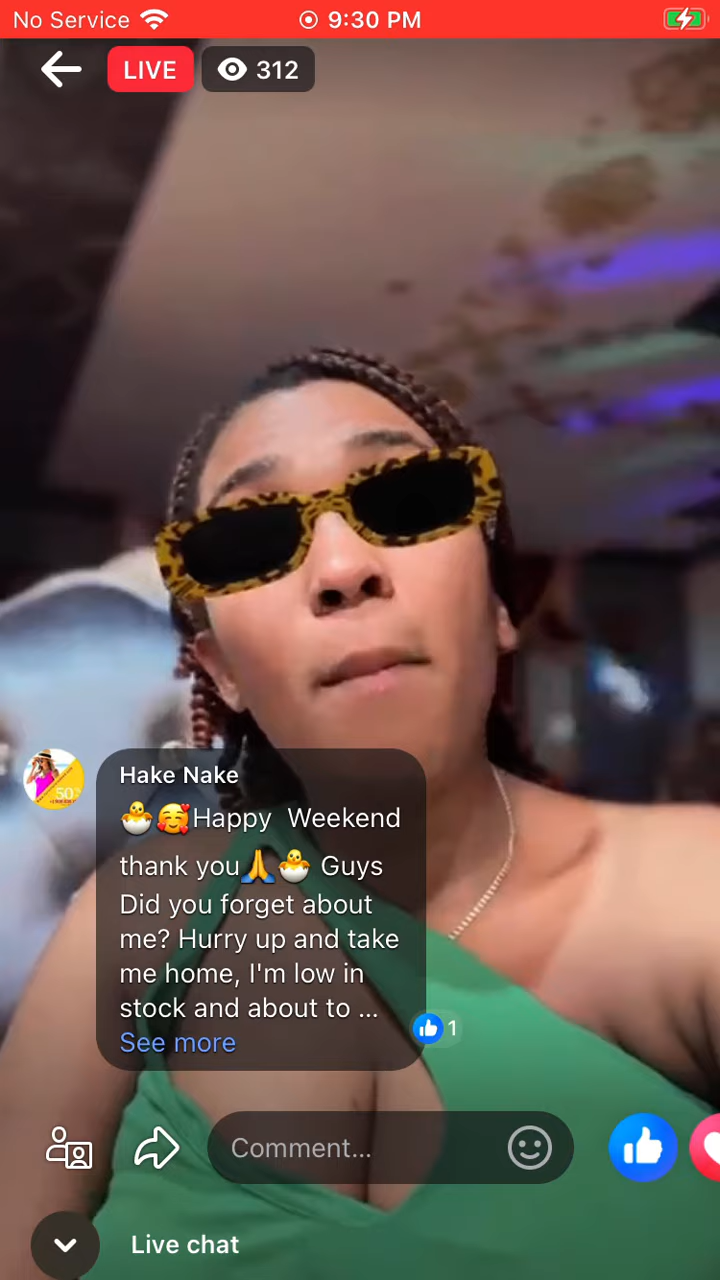 No Service 9:30 PM
LIVE 312
Hake Nake
🐣🥰Happy Weekend
thank you🙏🐣 Guys
Did you forget about
me? Hurry up and take
me home, I'm low in
stock and about to ...
See more
1
50
Comment...
Live chat